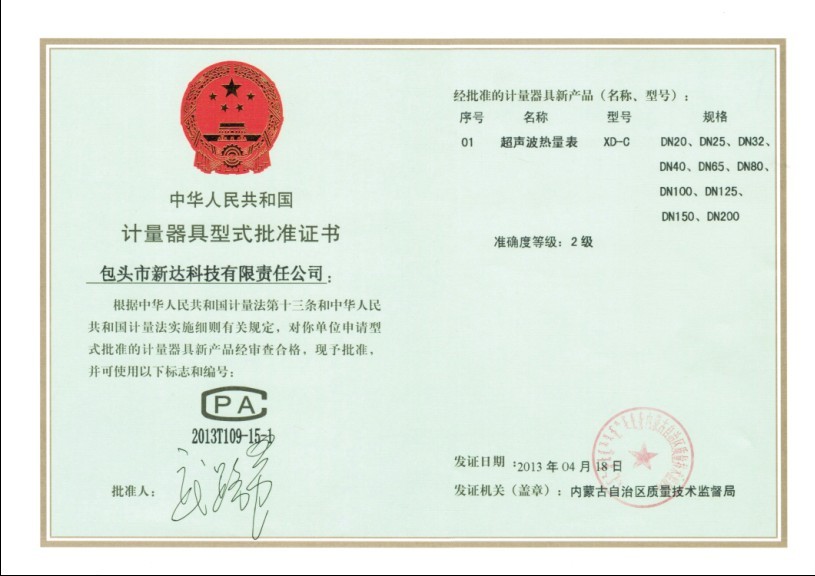 中华人民共和国
计量器具型式批准证书
包头市新达科技有限责任公司：
根据中华人民共和国计量法第十三条和中华人民
共和国计量法实施细则有关规定，对你单位申请型
式批准的计量器具新产品经审查合格，现予批准，
并可使用以下标志和编号：
CPA
2013T109-15-1
批准人：
经批准的计量器具新产品（名称、型号）：
序号 名称 型号 规格
01 超声波热量表 XD-C DN20、DN25、DN32、
DN40、DN65、DN80、
DN100、DN125、
DN150、DN200
准确度等级：2 级
发证日期：2013 年 04 月 18 日
发证机关（盖章）：内蒙古自治区质量技术监督局